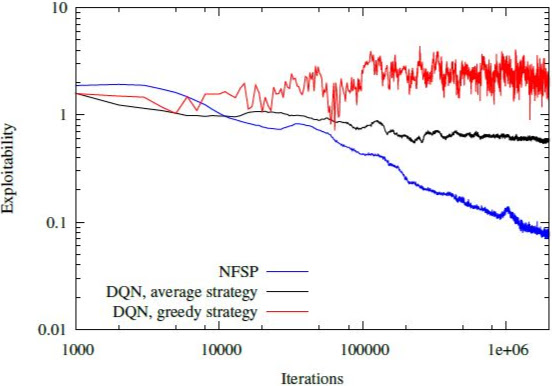 10
1
0.1
0.01
Exploitability
NFSP
DQN, average strategy
DQN, greedy strategy
1000 10000 100000 1e+06
Iterations